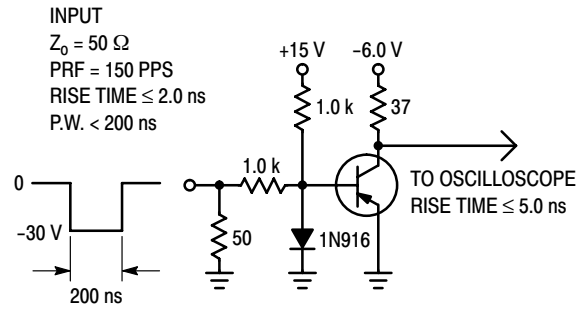 INPUT
Zo = 50 Ω
PRF = 150 PPS
RISE TIME ≤ 2.0 ns
P.W. < 200 ns
+15 V
−6.0 V
1.0 k
37
1.0 k
TO OSCILLOSCOPE
RISE TIME ≤ 5.0 ns
0
−30 V
50
1N916
200 ns